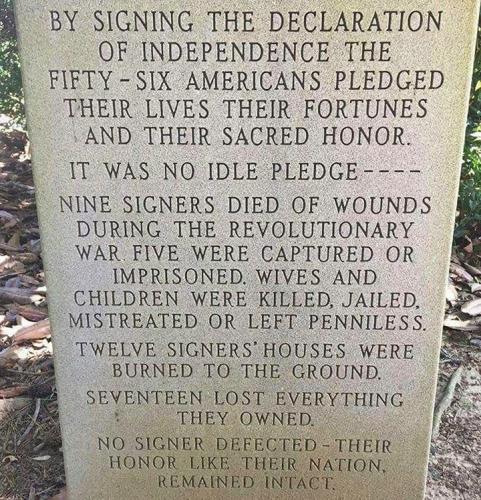 BY SIGNING THE DECLARATION
OF INDEPENDENCE THE
FIFTY-SIX AMERICANS PLEDGED
THEIR LIVES THEIR FORTUNES
AND THEIR SACRED HONOR.
IT WAS NO IDLE PLEDGE----
NINE SIGNERS DIED OF WOUNDS
DURING THE REVOLUTIONARY
WAR. FIVE WERE CAPTURED OR
IMPRISONED. WIVES AND
CHILDREN WERE KILLED, JAILED,
MISTREATED OR LEFT PENNILESS.
TWELVE SIGNERS' HOUSES WERE
BURNED TO THE GROUND.
SEVENTEEN LOST EVERYTHING
THEY OWNED.
NO SIGNER DEFECTED-THEIR
HONOR LIKE THEIR NATION,
REMAINED INTACT.